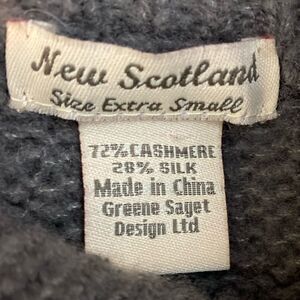 New Scotland
Size Extra Small
72% CASHMERE
28% SILK
Made in China
Greene Saget
Design Ltd